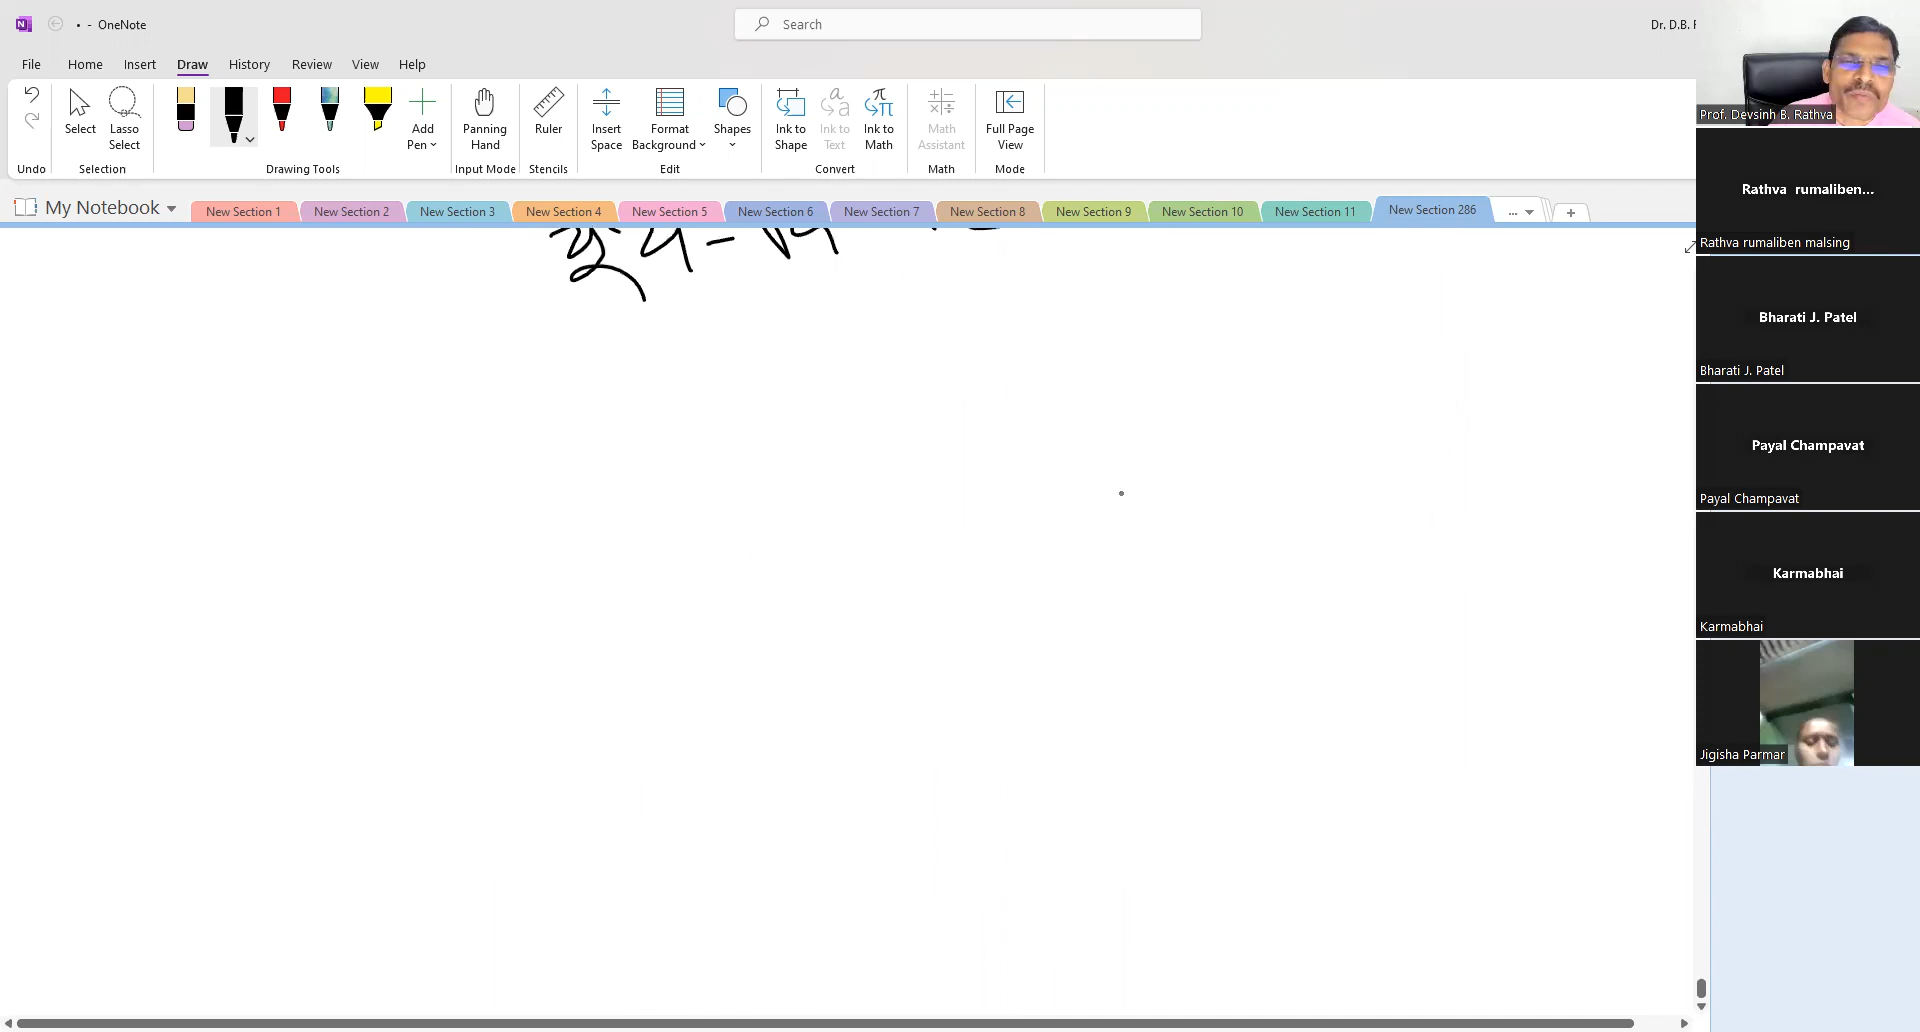 • - OneNote
Search
Dr. D.B. R
File Home Insert Draw History Review View Help
Undo
Select
Lasso Select
Selection
Drawing Tools
Add Pen
Panning Hand
Input Mode
Ruler
Stencils
Insert Space
Format Background
Shapes
Edit
Ink to Shape
Ink to Text
Ink to Math
Convert
Math Assistant
Math
Full Page View
Mode
My Notebook
New Section 1
New Section 2
New Section 3
New Section 4
New Section 5
New Section 6
New Section 7
New Section 8
New Section 9
New Section 10
New Section 11
New Section 286
...
Prof. Devsinh B. Rathva
Rathva rumaliben...
Rathva rumaliben malsing
Bharati J. Patel
Bharati J. Patel
Payal Champavat
Payal Champavat
Karmabhai
Karmabhai
Jigisha Parmar